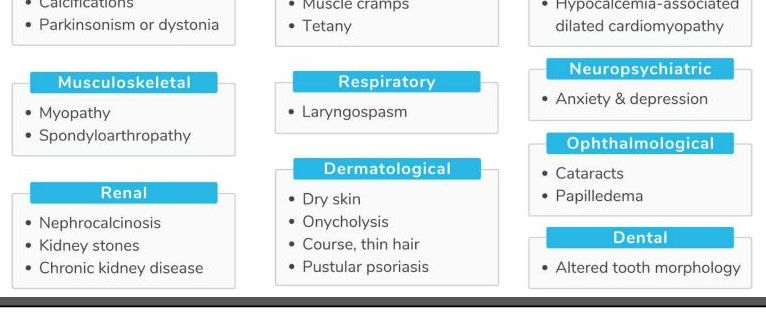 • Calcifications
• Parkinsonism or dystonia
Musculoskeletal
• Myopathy
• Spondyloarthropathy
Renal
• Nephrocalcinosis
• Kidney stones
• Chronic kidney disease
• Muscle cramps
• Tetany
Respiratory
• Laryngospasm
Dermatological
• Dry skin
• Onycholysis
• Course, thin hair
• Pustular psoriasis
• Hypocalcemia-associated
dilated cardiomyopathy
Neuropsychiatric
• Anxiety & depression
Ophthalmological
• Cataracts
• Papilledema
Dental
• Altered tooth morphology